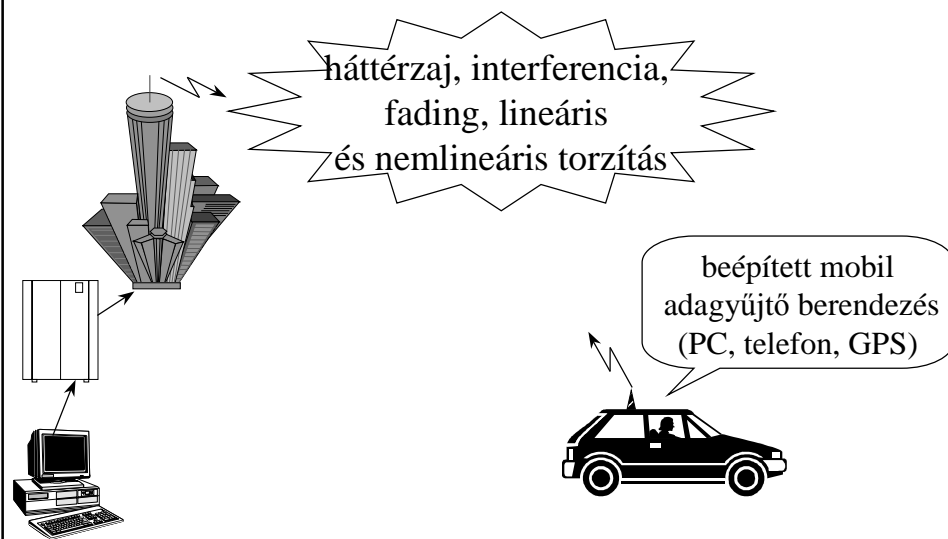 háttérzaj, interferencia,
fading, lineáris
és nemlineáris torzítás
beépített mobil
adagyűjtő berendezés
(PC, telefon, GPS)